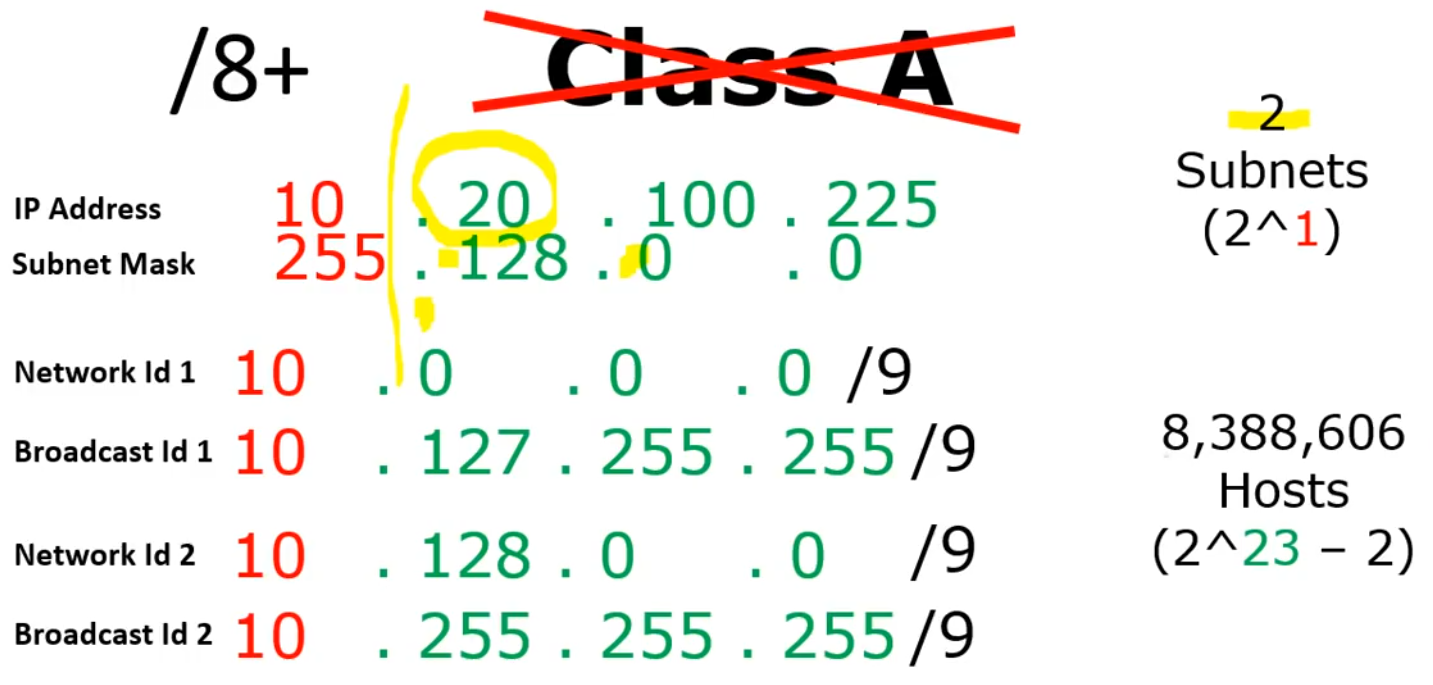 /8+ Class A
2
Subnets
(2^1)
IP Address 10 . 20 . 100 . 225
Subnet Mask 255 . 128 . 0 . 0
Network Id 1 10 . 0 . 0 . 0 /9
Broadcast Id 1 10 . 127 . 255 . 255 /9
8,388,606
Hosts
(2^23 – 2)
Network Id 2 10 . 128 . 0 . 0 /9
Broadcast Id 2 10 . 255 . 255 . 255 /9